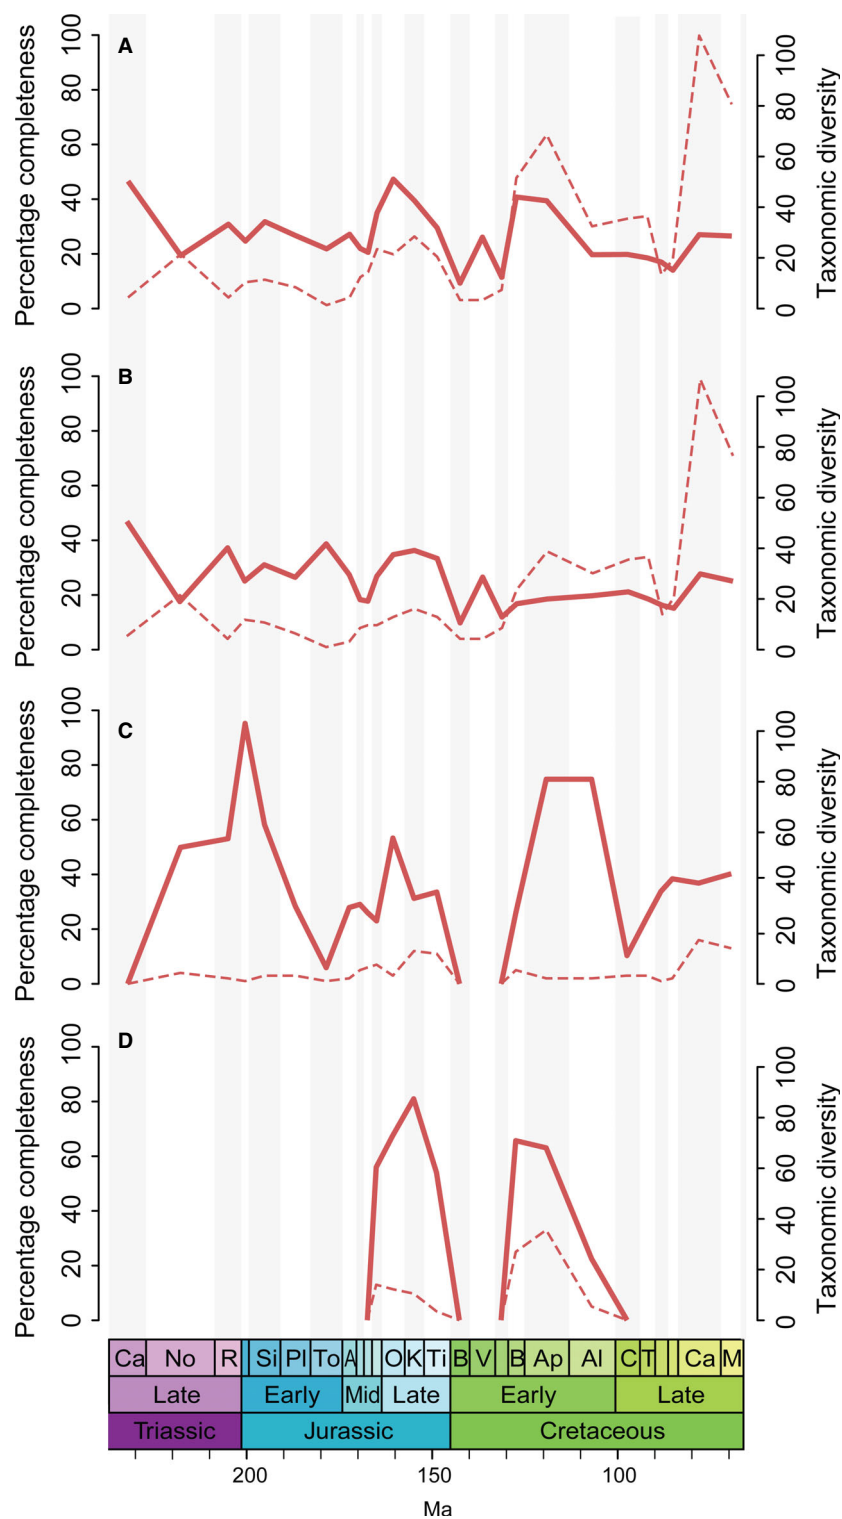 A
Percentage completeness
0 20 40 60 80 100
Taxonomic diversity
0 20 40 60 80 100
B
Percentage completeness
0 20 40 60 80 100
Taxonomic diversity
0 20 40 60 80 100
C
Percentage completeness
0 20 40 60 80 100
Taxonomic diversity
0 20 40 60 80 100
D
Percentage completeness
0 20 40 60 80 100
Taxonomic diversity
0 20 40 60 80 100
Ca No R Si Pl To A O K Ti B V B Ap Al C T Ca M
Late Early Mid Late Early Late
Triassic Jurassic Cretaceous
200 150 100
Ma